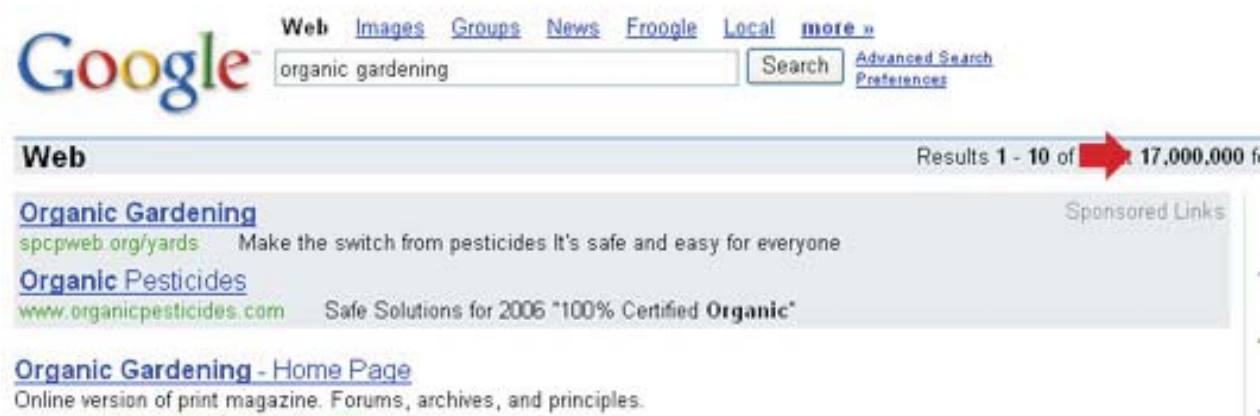 Google
Web Images Groups News Froogle Local more »
organic gardening Search Advanced Search
Preferences
Web Results 1 - 10 of 17,000,000
Organic Gardening Sponsored Links
spcpweb.org/yards Make the switch from pesticides It's safe and easy for everyone
Organic Pesticides
www.organicpesticides.com Safe Solutions for 2006 "100% Certified Organic"
Organic Gardening - Home Page
Online version of print magazine. Forums, archives, and principles.